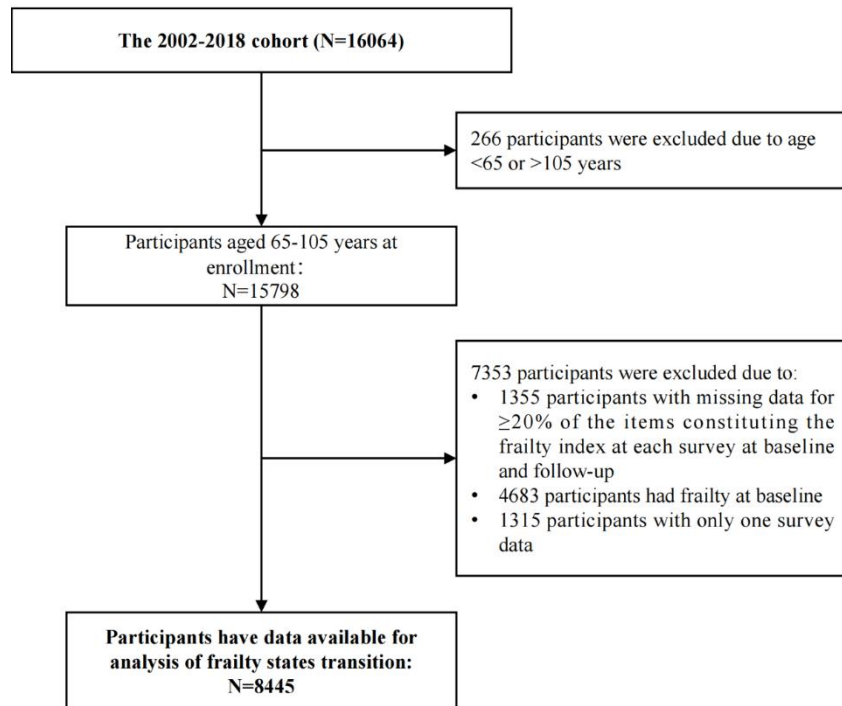 The 2002-2018 cohort (N=16064)
266 participants were excluded due to age
<65 or >105 years
Participants aged 65-105 years at
enrollment：
N=15798
7353 participants were excluded due to:
• 1355 participants with missing data for
≥20% of the items constituting the
frailty index at each survey at baseline
and follow-up
• 4683 participants had frailty at baseline
• 1315 participants with only one survey
data
Participants have data available for
analysis of frailty states transition:
N=8445